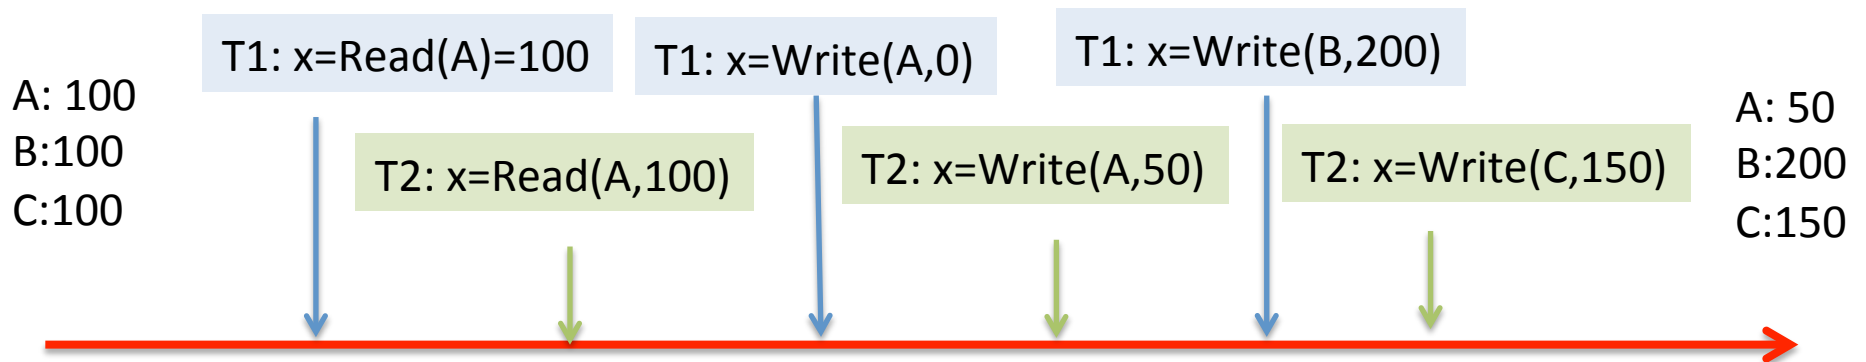 A: 100
B:100
C:100
T1: x=Read(A)=100
T2: x=Read(A,100)
T1: x=Write(A,0)
T2: x=Write(A,50)
T1: x=Write(B,200)
T2: x=Write(C,150)
A: 50
B:200
C:150